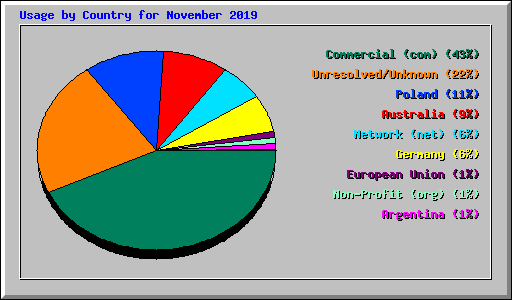 Usage by Country for November 2019
Commercial (com) (43%)
Unresolved/Unknown (22%)
Poland (11%)
Australia (9%)
Network (net) (6%)
Germany (6%)
European Union (1%)
Non-Profit (org) (1%)
Argentina (1%)